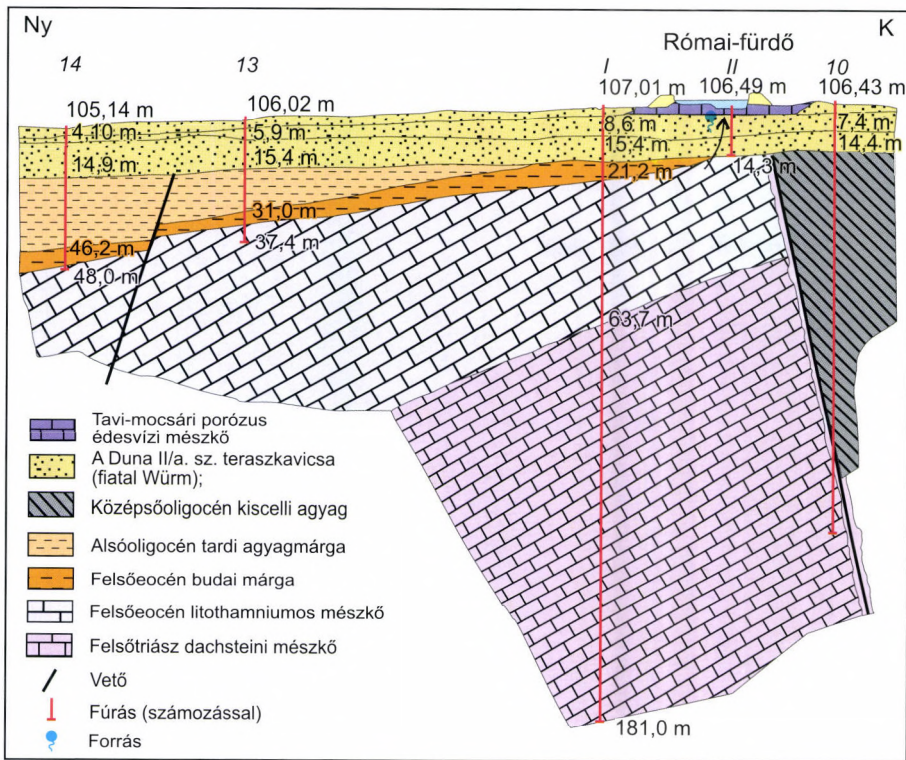 Ny
K
Római-fürdő
14
13
I
II
10
105,14 m
106,02 m
107,01 m
106,49 m
106,43 m
4,10 m
5,9 m
8,6 m
7,4 m
14,9 m
15,4 m
15,4 m
14,4 m
21,2 m
14,3 m
31,0 m
37,4 m
46,2 m
48,0 m
63,7 m
Tavi-mocsári porózus
édesvízi mészkő
A Duna II/a. sz. teraszkavicsa
(fiatal Würm);
Középsőoligocén kiscelli agyag
Alsóoligocén tardi agyagmárga
Felsőeocén budai márga
Felsőeocén litothamniumos mészkő
Felsőtriász dachsteini mészkő
Vető
Fúrás (számozással)
Forrás
181,0 m